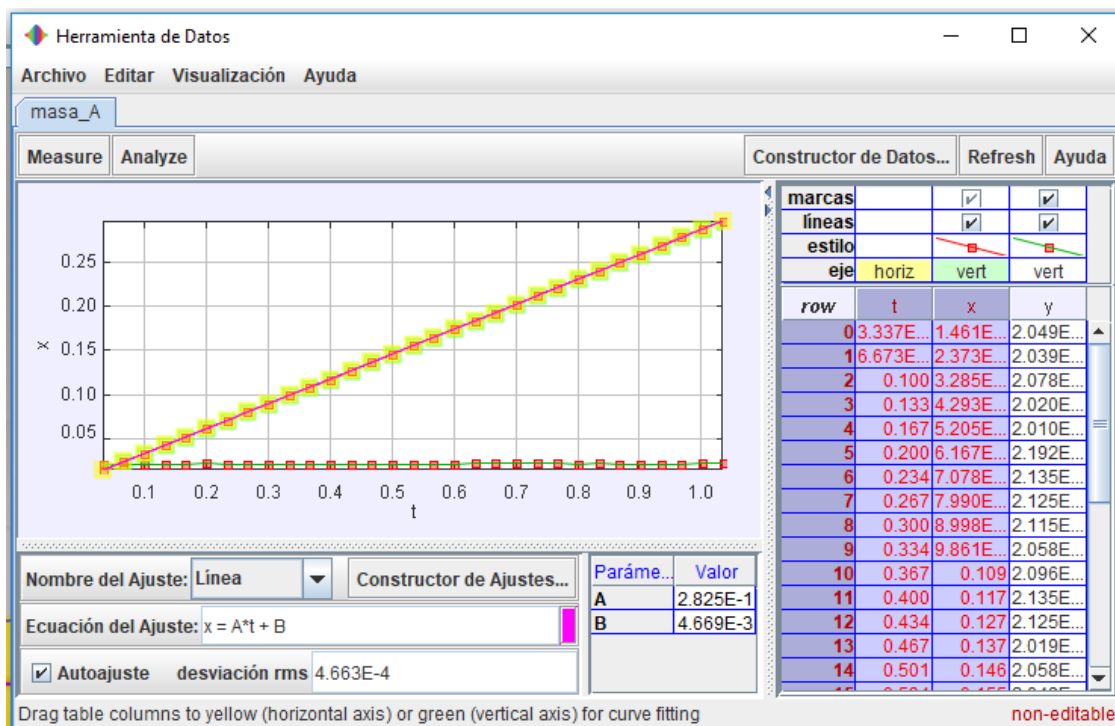 Herramienta de Datos
Archivo Editar Visualización Ayuda
masa_A
Measure Analyze Constructor de Datos... Refresh Ayuda
x
0.25
0.20
0.15
0.10
0.05
0.1 0.2 0.3 0.4 0.5 0.6 0.7 0.8 0.9 1.0
t
marcas
líneas
estilo
eje horiz vert vert
row t x y
0 3.337E... 1.461E... 2.049E...
1 6.673E... 2.373E... 2.039E...
2 0.100 3.285E... 2.078E...
3 0.133 4.293E... 2.020E...
4 0.167 5.205E... 2.010E...
5 0.200 6.167E... 2.192E...
6 0.234 7.078E... 2.135E...
7 0.267 7.990E... 2.125E...
8 0.300 8.998E... 2.115E...
9 0.334 9.861E... 2.058E...
10 0.367 0.109 2.096E...
11 0.400 0.117 2.135E...
12 0.434 0.127 2.125E...
13 0.467 0.137 2.019E...
14 0.501 0.146 2.058E...
Nombre del Ajuste: Línea Constructor de Ajustes...
Ecuación del Ajuste: x = A*t + B
Autoajuste desviación rms 4.663E-4
Paráme... Valor
A 2.825E-1
B 4.669E-3
Drag table columns to yellow (horizontal axis) or green (vertical axis) for curve fitting non-editable